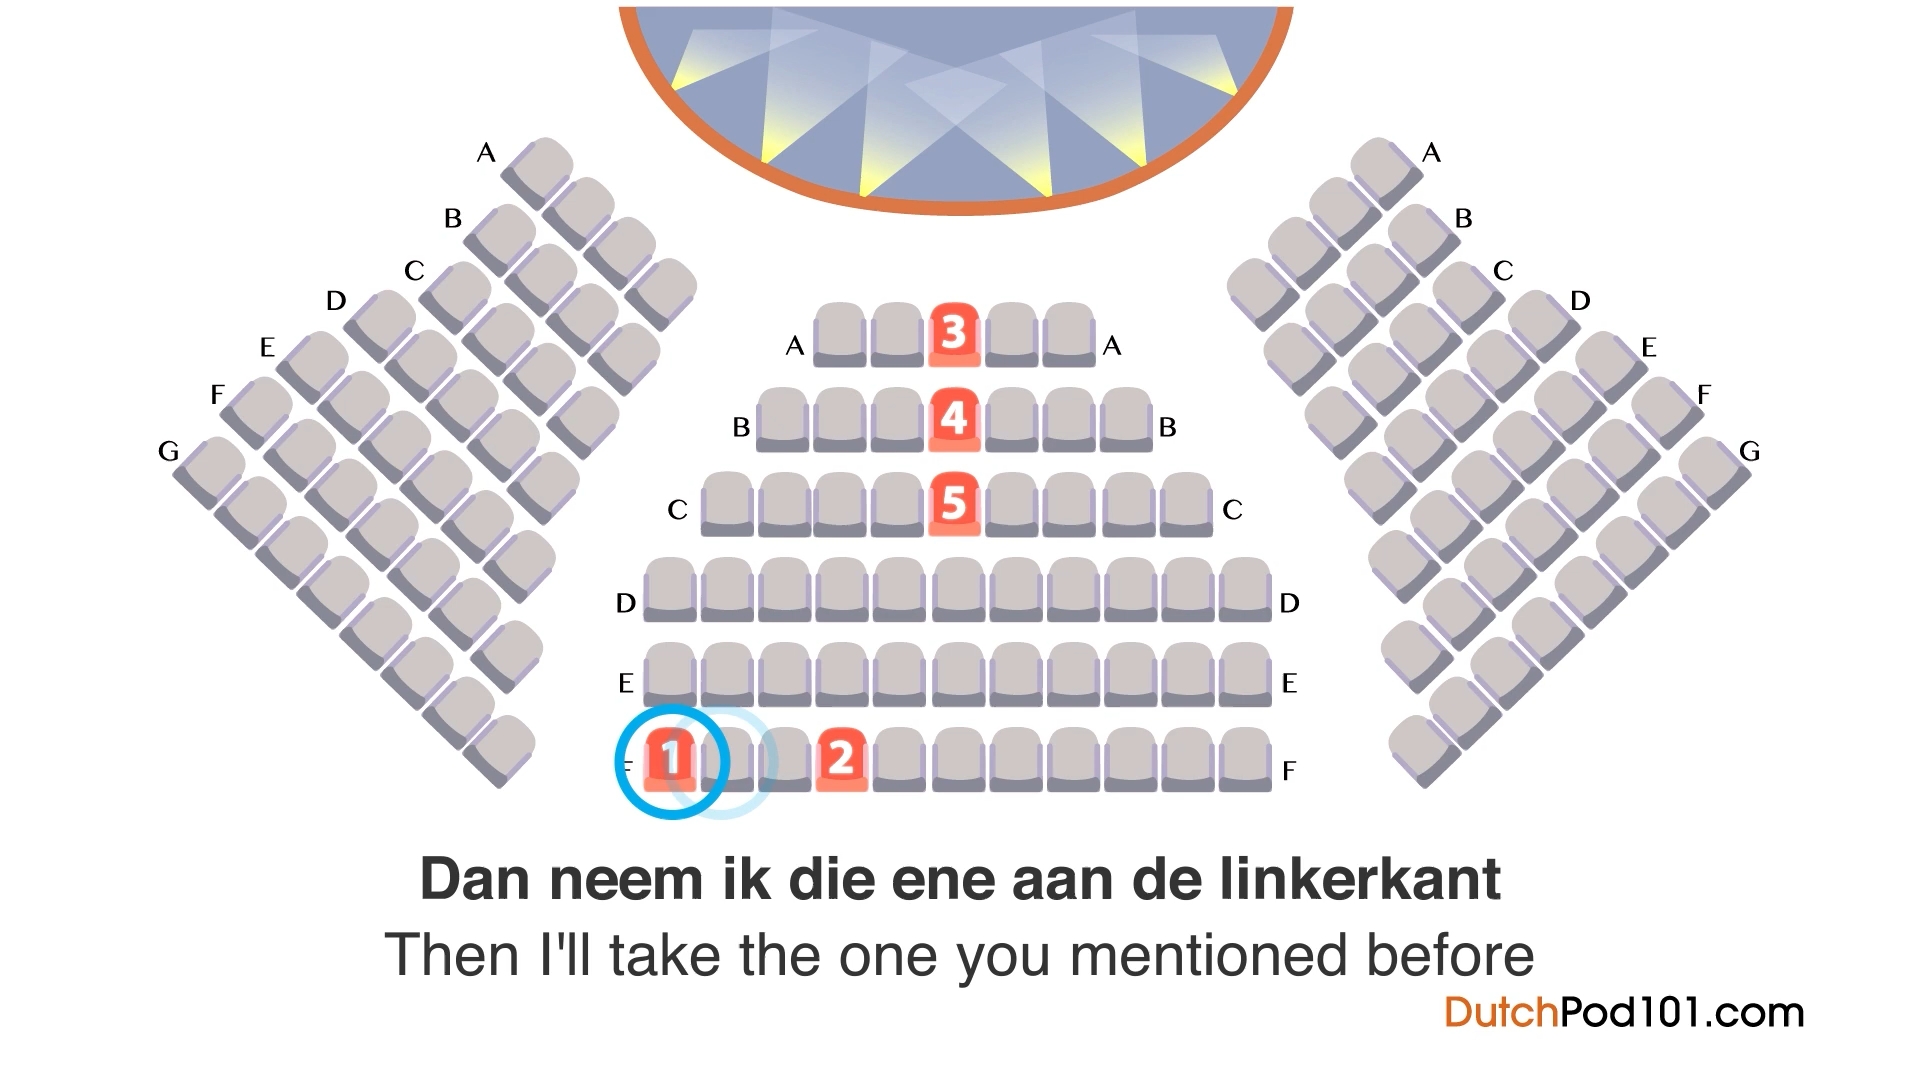 A
A
B
B
C
C
D
D
E
E
F
F
G
G
A 3 A
B 4 B
C 5 C
D D
E E
F 1 2 F
Dan neem ik die ene aan de linkerkant
Then I'll take the one you mentioned before
DutchPod101.com